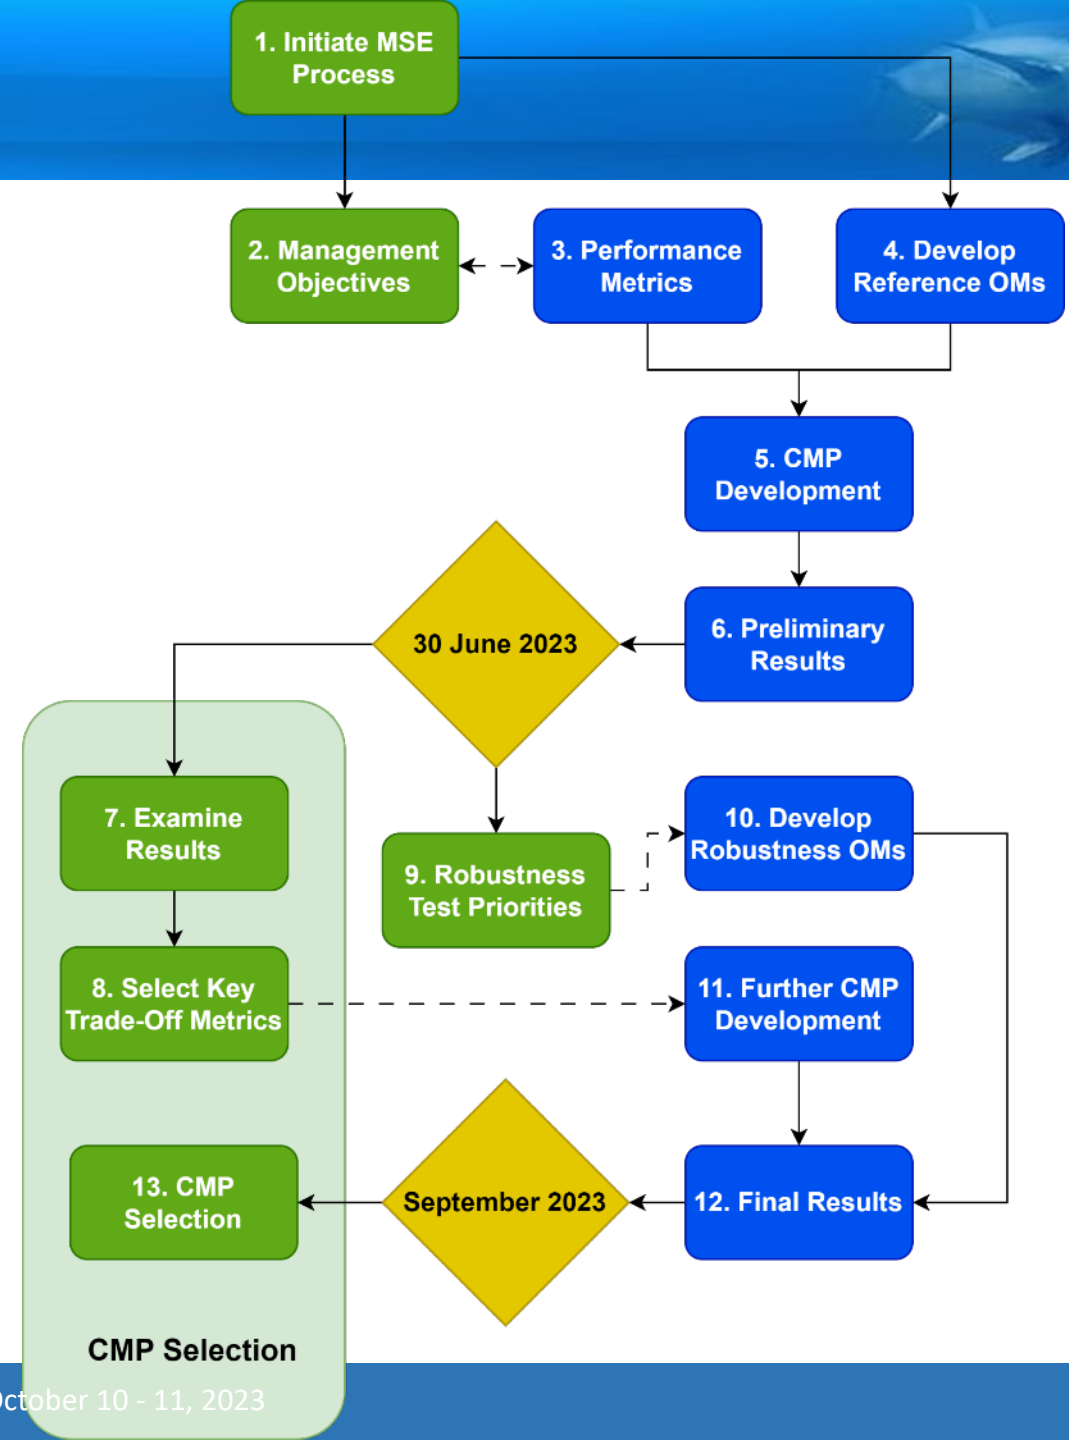 1. Initiate MSE
Process
2. Management
Objectives
3. Performance
Metrics
4. Develop
Reference OMs
5. CMP
Development
6. Preliminary
Results
30 June 2023
7. Examine
Results
8. Select Key
Trade-Off Metrics
9. Robustness
Test Priorities
10. Develop
Robustness OMs
11. Further CMP
Development
12. Final Results
September 2023
13. CMP
Selection
CMP Selection
October 10 - 11, 2023